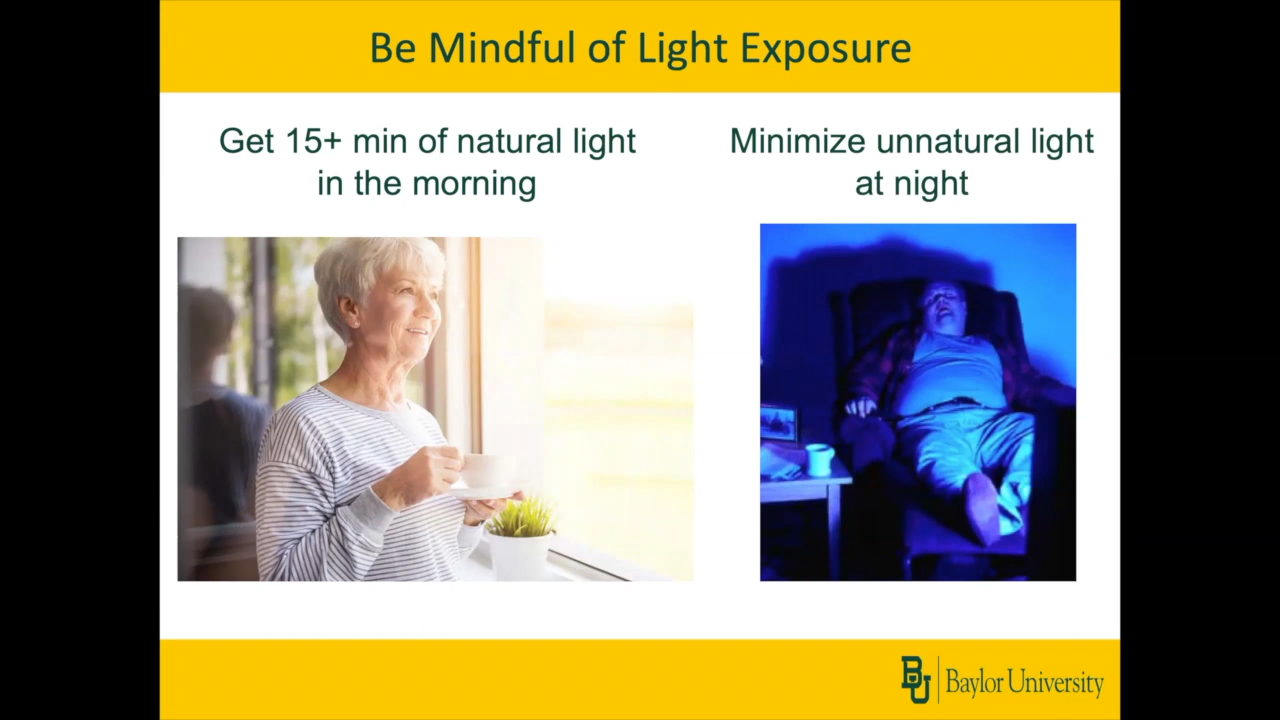 Be Mindful of Light Exposure
Get 15+ min of natural light
in the morning
Minimize unnatural light
at night
BU Baylor University